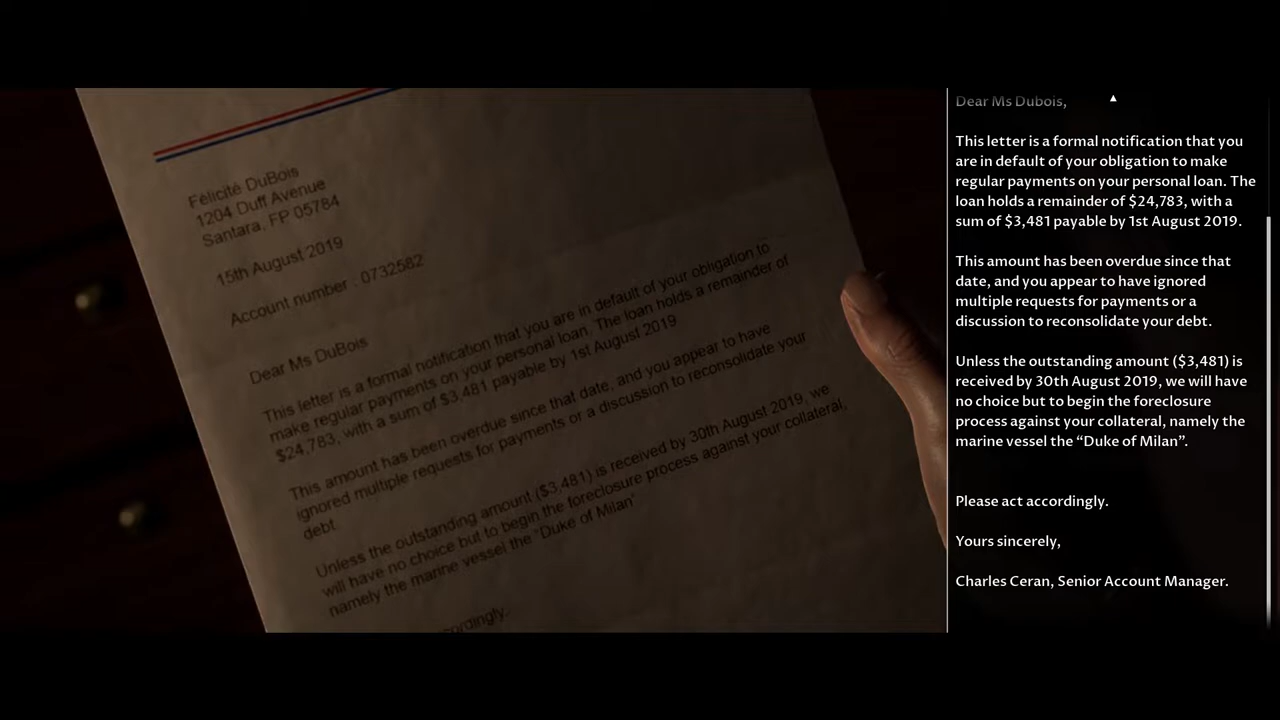 Félicité DuBois
1204 Duff Avenue
Santara, FP 05784
15th August 2019
Account number : 0732582
Dear Ms DuBois
This letter is a formal notification that you are in default of your obligation to
make regular payments on your personal loan. The loan holds a remainder of
$24,783, with a sum of $3,481 payable by 1st August 2019
This amount has been overdue since that date, and you appear to have
ignored multiple requests for payments or a discussion to reconsolidate your
debt.
Unless the outstanding amount ($3,481) is received by 30th August 2019, we
will have no choice but to begin the foreclosure process against your collateral,
namely the marine vessel the "Duke of Milan"
Dear Ms Dubois,
This letter is a formal notification that you
are in default of your obligation to make
regular payments on your personal loan. The
loan holds a remainder of $24,783, with a
sum of $3,481 payable by 1st August 2019.
This amount has been overdue since that
date, and you appear to have ignored
multiple requests for payments or a
discussion to reconsolidate your debt.
Unless the outstanding amount ($3,481) is
received by 30th August 2019, we will have
no choice but to begin the foreclosure
process against your collateral, namely the
marine vessel the “Duke of Milan”.
Please act accordingly.
Yours sincerely,
Charles Ceran, Senior Account Manager.